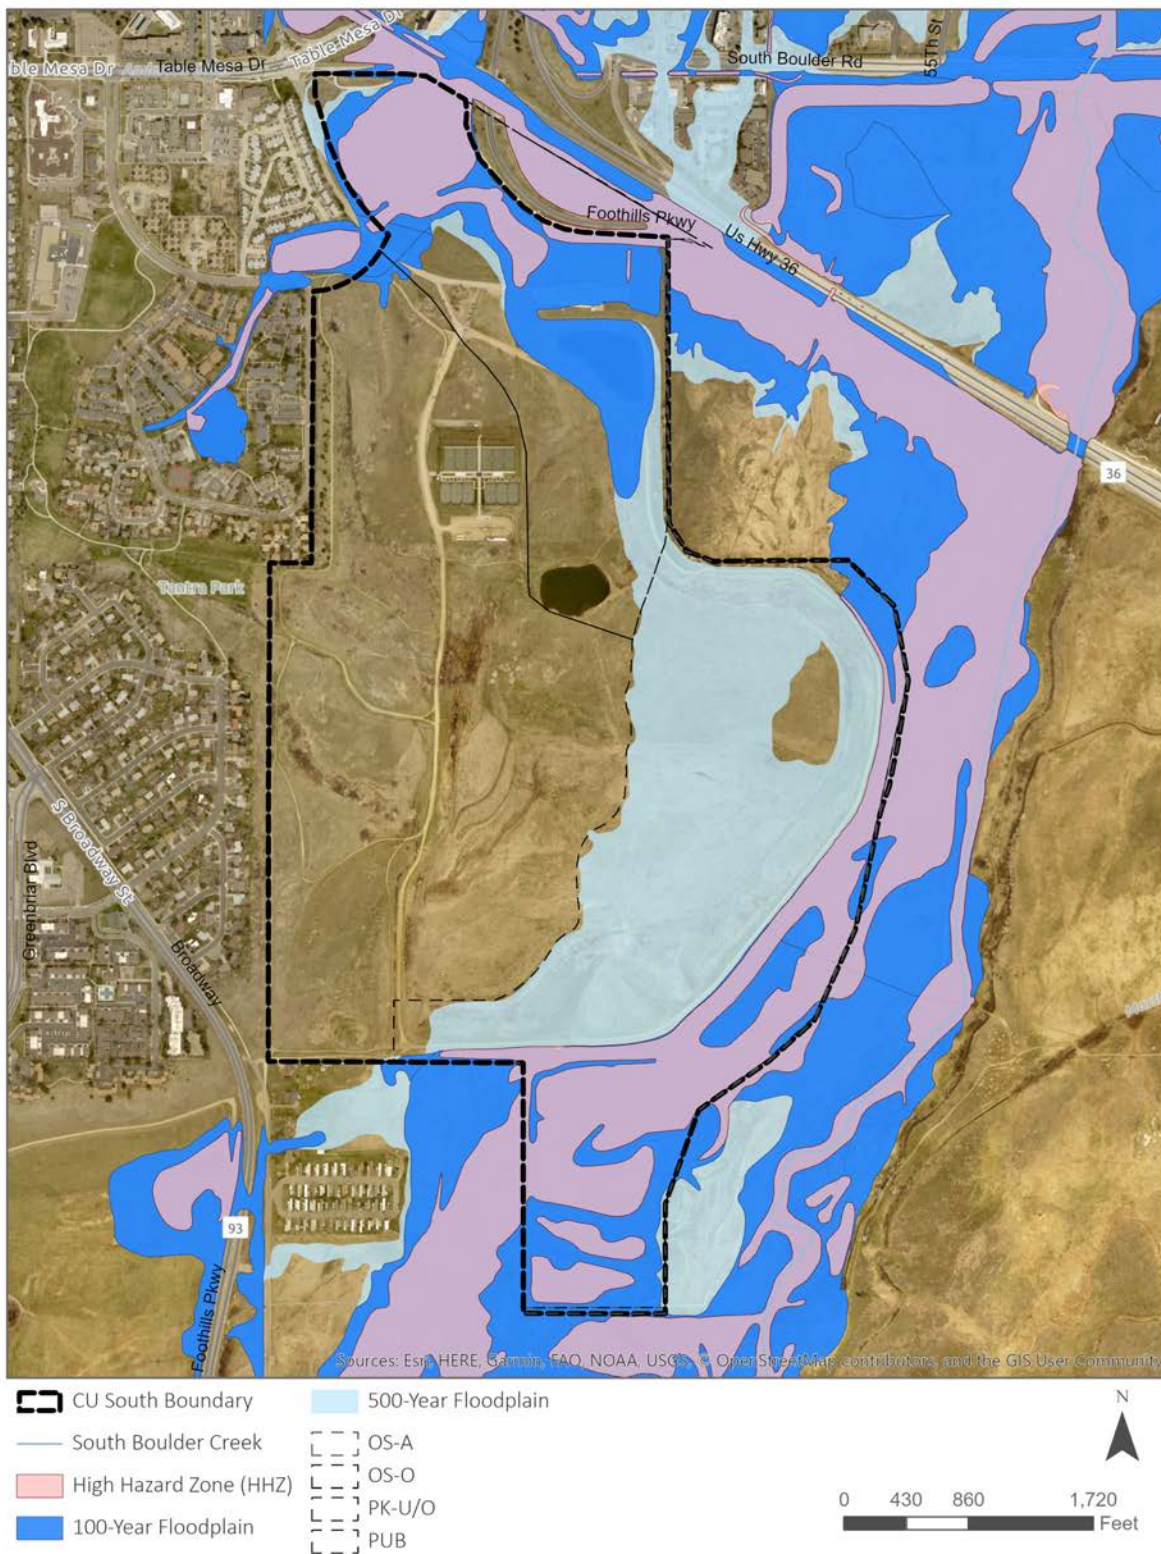 Table Mesa Dr
ble Mesa Dr
Table Mesa Dr
South Boulder Rd
55Th St
Foothills Pkwy
Us Hwy 36
36
Tantra Park
S Broadway St
Greenbriar Blvd
Broadway
93
Foothills Pkwy
Sources: Esri, HERE, Garmin, FAO, NOAA, USGS, © OpenStreetMap contributors, and the GIS User Community
CU South Boundary
South Boulder Creek
High Hazard Zone (HHZ)
100-Year Floodplain
500-Year Floodplain
OS-A
OS-O
PK-U/O
PUB
N
0 430 860 1,720
Feet